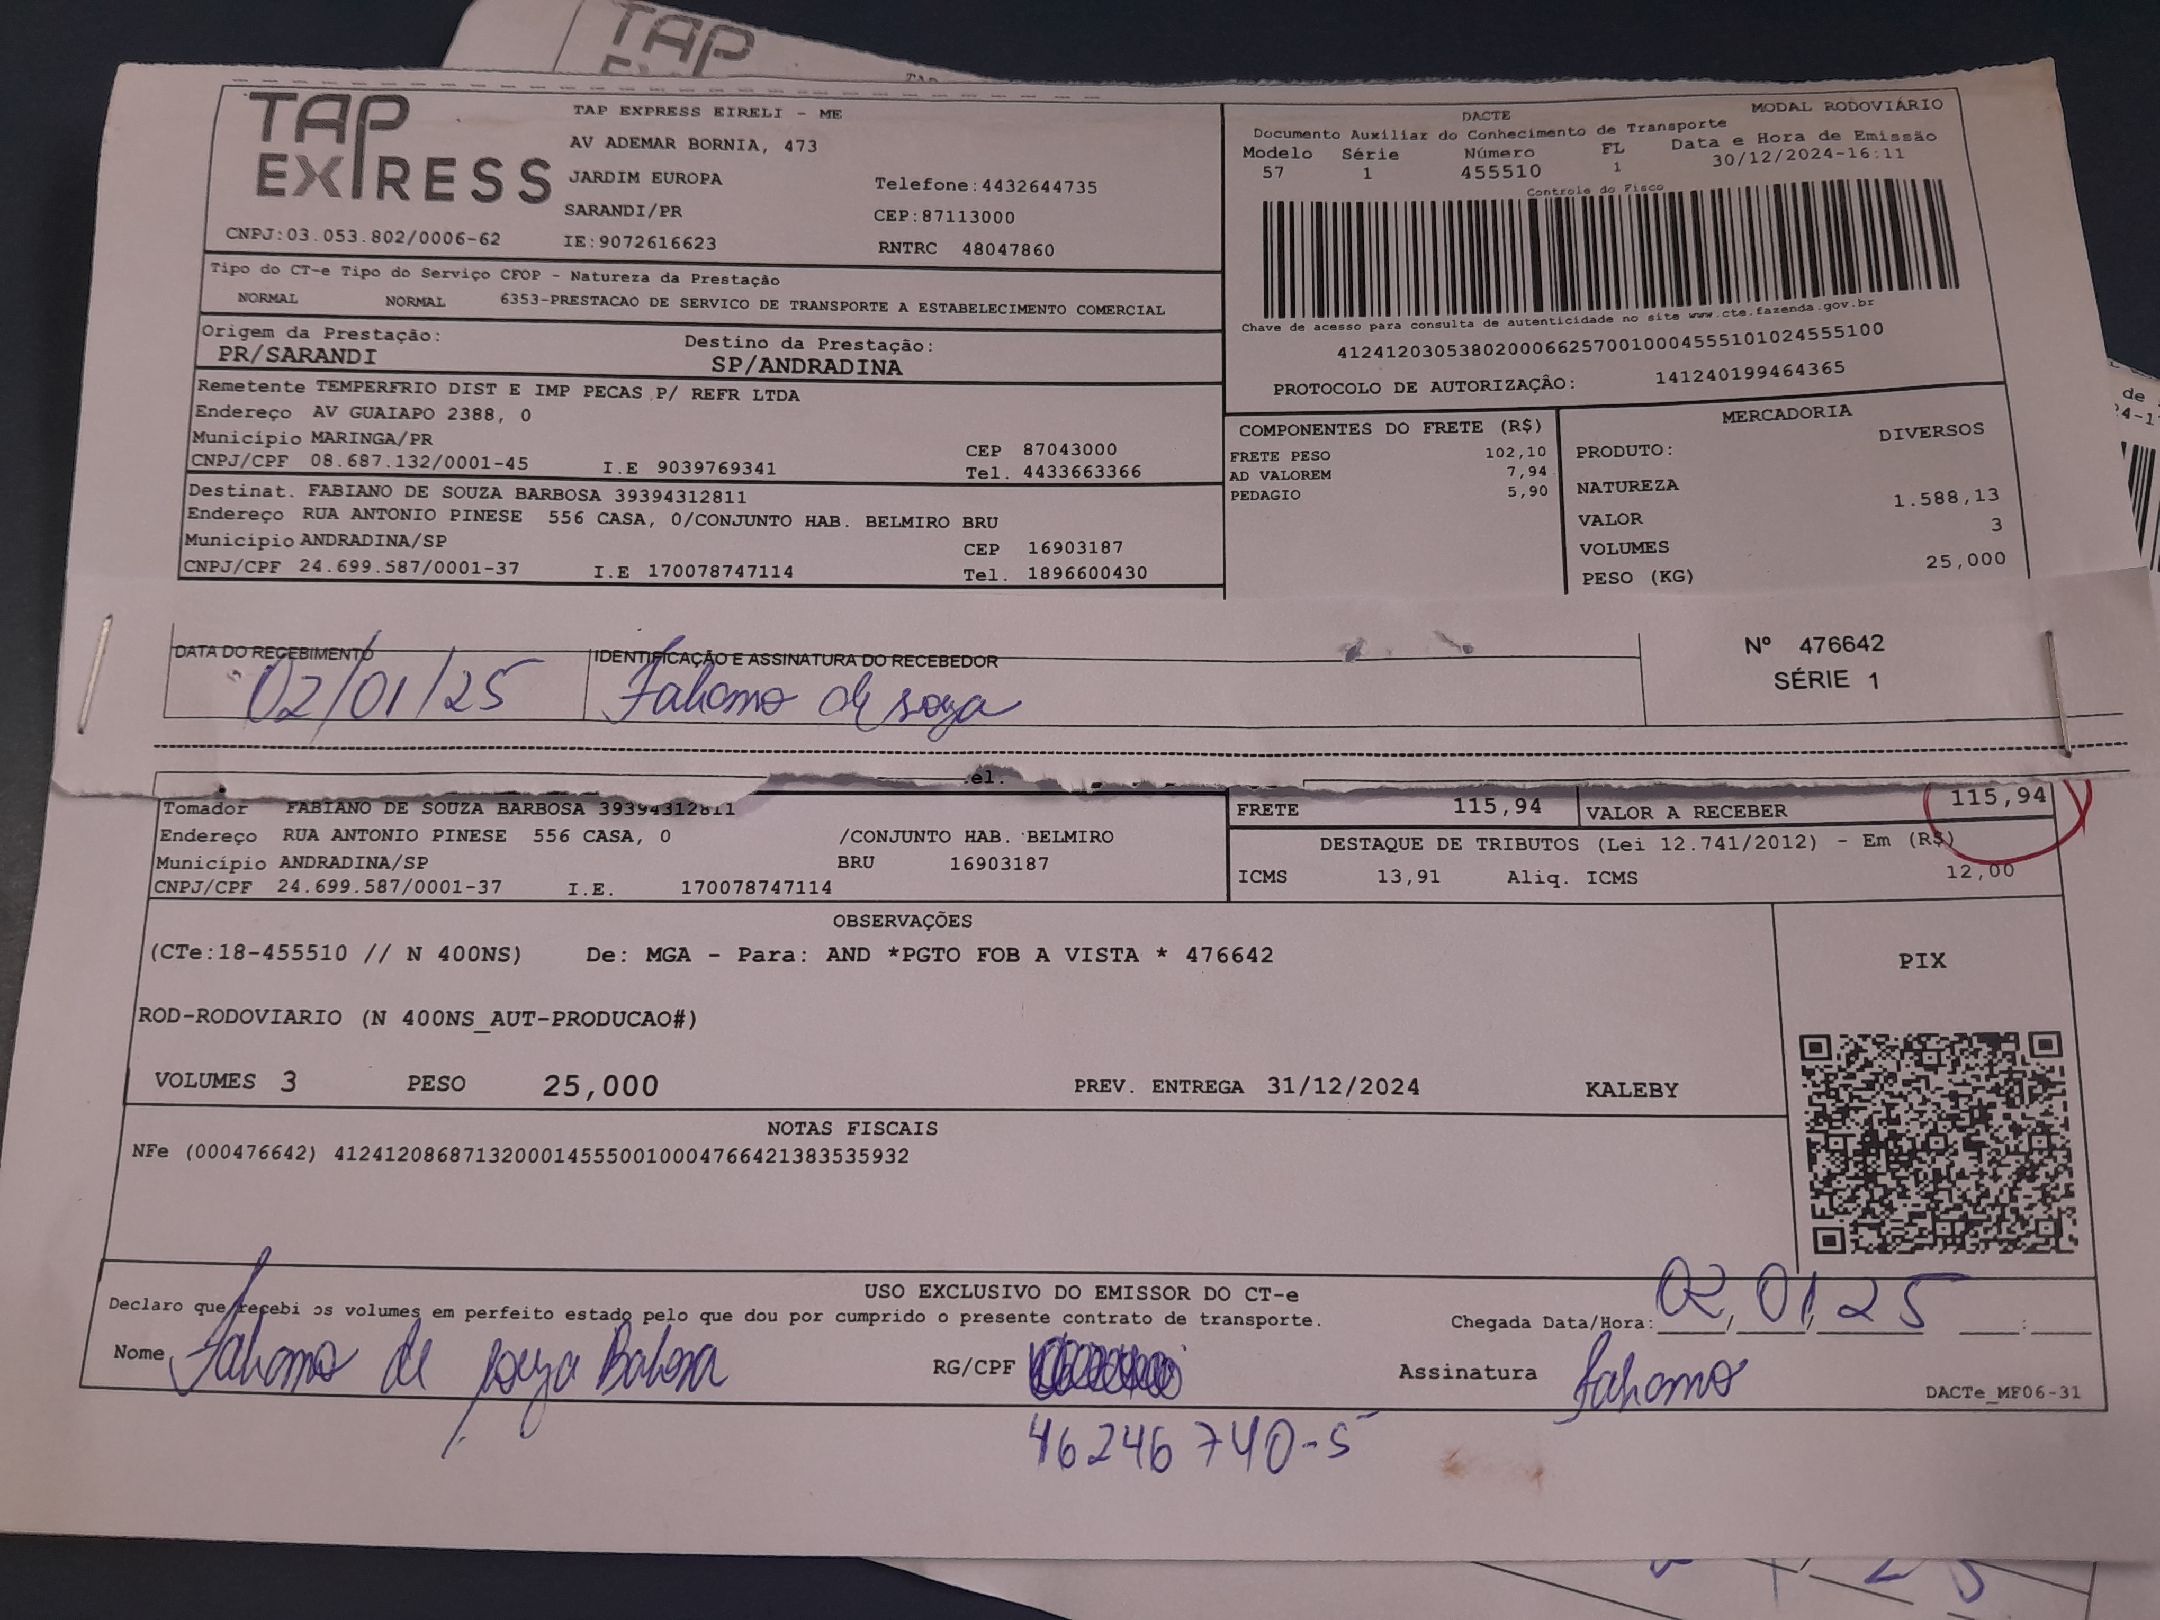 TAP
TAP EXPRESS
TAP EXPRESS EIRELI - ME
AV ADEMAR BORNIA, 473
JARDIM EUROPA
Telefone:4432644735
SARANDI/PR
CEP:87113000
CNPJ:03.053.802/0006-62
IE:9072616623
RNTRC 48047860
DACTE
MODAL RODOVIÁRIO
Documento Auxiliar do Conhecimento de Transporte
Modelo Série Número FL Data e Hora de Emissão
57 1 455510 1 30/12/2024-16:11
Controle do Fisco
Chave de acesso para consulta de autenticidade no site www.cte.fazenda.gov.br
41241203053802000662570010004555101024555100
PROTOCOLO DE AUTORIZAÇÃO: 141240199464365
Tipo do CT-e Tipo do Serviço CFOP - Natureza da Prestação
NORMAL NORMAL 6353-PRESTACAO DE SERVICO DE TRANSPORTE A ESTABELECIMENTO COMERCIAL
Origem da Prestação: Destino da Prestação:
PR/SARANDI SP/ANDRADINA
Remetente TEMPERFRIO DIST E IMP PECAS P/ REFR LTDA
Endereço AV GUAIAPO 2388, 0
Município MARINGA/PR CEP 87043000
CNPJ/CPF 08.687.132/0001-45 I.E 9039769341 Tel. 4433663366
Destinat. FABIANO DE SOUZA BARBOSA 39394312811
Endereço RUA ANTONIO PINESE 556 CASA, 0/CONJUNTO HAB. BELMIRO BRU
Município ANDRADINA/SP CEP 16903187
CNPJ/CPF 24.699.587/0001-37 I.E 170078747114 Tel. 1896600430
COMPONENTES DO FRETE (R$)
FRETE PESO 102,10
AD VALOREM 7,94
PEDAGIO 5,90
MERCADORIA
PRODUTO: DIVERSOS
NATUREZA
VALOR 1.588,13
VOLUMES 3
PESO (KG) 25,000
DATA DO RECEBIMENTO
02/01/25
IDENTIFICAÇÃO E ASSINATURA DO RECEBEDOR
Fabiano de souza
Nº 476642
SÉRIE 1
el.
Tomador FABIANO DE SOUZA BARBOSA 39394312811
Endereço RUA ANTONIO PINESE 556 CASA, 0 /CONJUNTO HAB. BELMIRO
Município ANDRADINA/SP BRU 16903187
CNPJ/CPF 24.699.587/0001-37 I.E. 170078747114
FRETE 115,94 VALOR A RECEBER 115,94
DESTAQUE DE TRIBUTOS (Lei 12.741/2012) - Em (R$)
ICMS 13,91 Aliq. ICMS 12,00
OBSERVAÇÕES
(CTe:18-455510 // N 400NS) De: MGA - Para: AND *PGTO FOB A VISTA * 476642
PIX
ROD-RODOVIARIO (N 400NS_AUT-PRODUCAO#)
VOLUMES 3 PESO 25,000 PREV. ENTREGA 31/12/2024 KALEBY
NOTAS FISCAIS
NFe (000476642) 41241208687132000145550010004766421383535932
USO EXCLUSIVO DO EMISSOR DO CT-e
Declaro que recebi os volumes em perfeito estado pelo que dou por cumprido o presente contrato de transporte.
Chegada Data/Hora: 02/01/25 :
Nome Fabiano de souza Barbosa RG/CPF
Assinatura Fabiano
DACTe_MF06-31
46246740-5